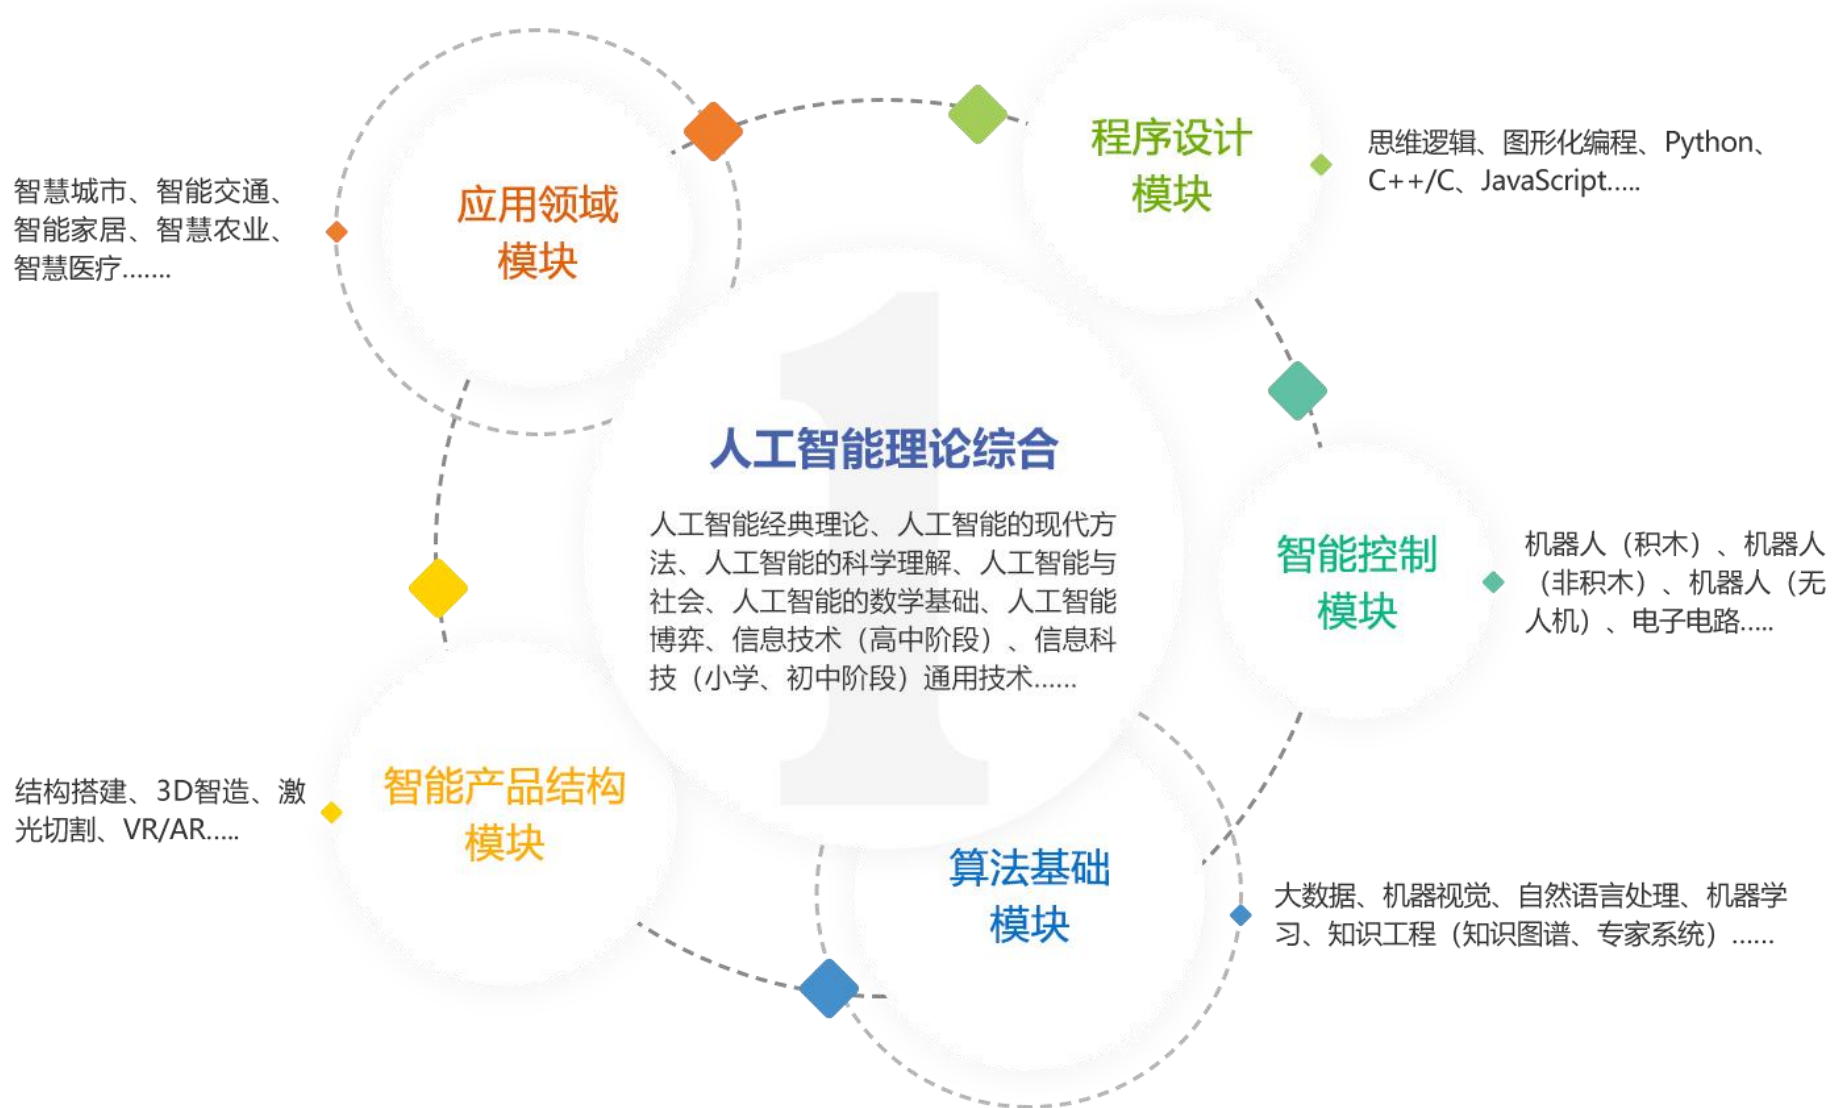 应用领域
模块
智慧城市、智能交通、
智能家居、智慧农业、
智慧医疗.......
程序设计
模块
思维逻辑、图形化编程、Python、
C++/C、JavaScript.....
1
人工智能理论综合
人工智能经典理论、人工智能的现代方
法、人工智能的科学理解、人工智能与
社会、人工智能的数学基础、人工智能
博弈、信息技术（高中阶段）、信息科
技（小学、初中阶段）通用技术......
智能控制
模块
机器人（积木）、机器人
（非积木）、机器人（无
人机）、电子电路.....
智能产品结构
模块
结构搭建、3D智造、激
光切割、VR/AR.....
算法基础
模块
大数据、机器视觉、自然语言处理、机器学
习、知识工程（知识图谱、专家系统）......